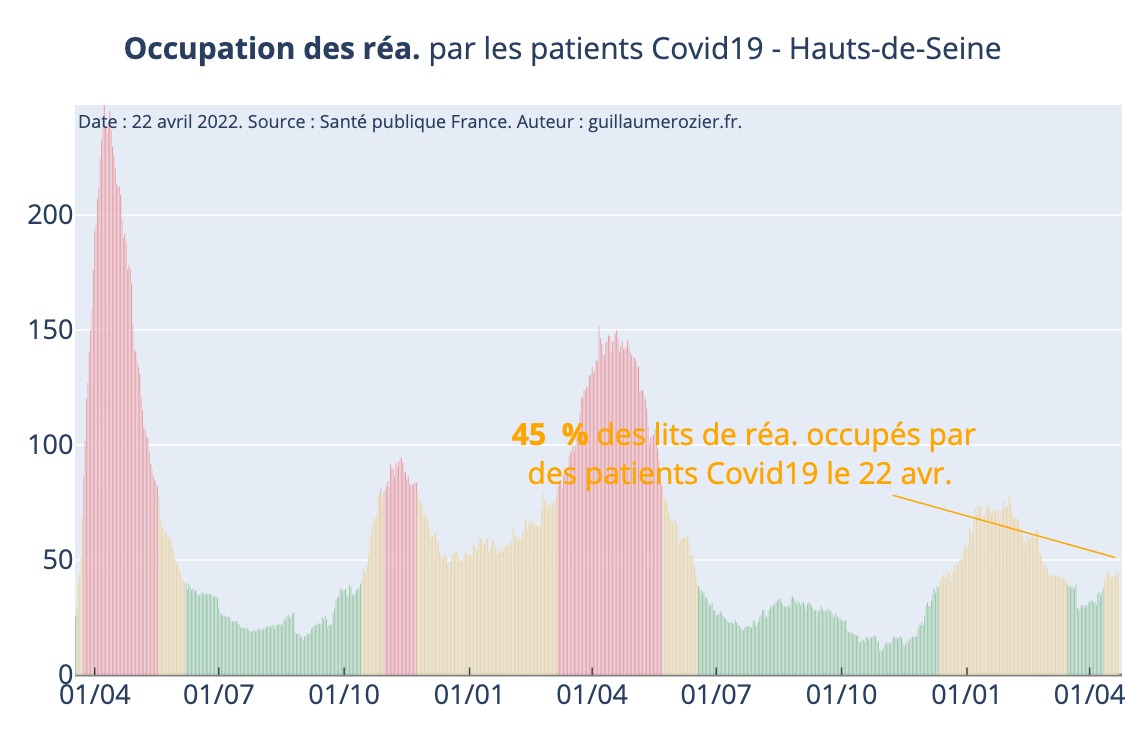 Occupation des réa. par les patients Covid19 - Hauts-de-Seine
Date : 22 avril 2022. Source : Santé publique France. Auteur : guillaumerozier.fr.
200
150
100
50
0
45 % des lits de réa. occupés par
des patients Covid19 le 22 avr.
01/04 01/07 01/10 01/01 01/04 01/07 01/10 01/01 01/04